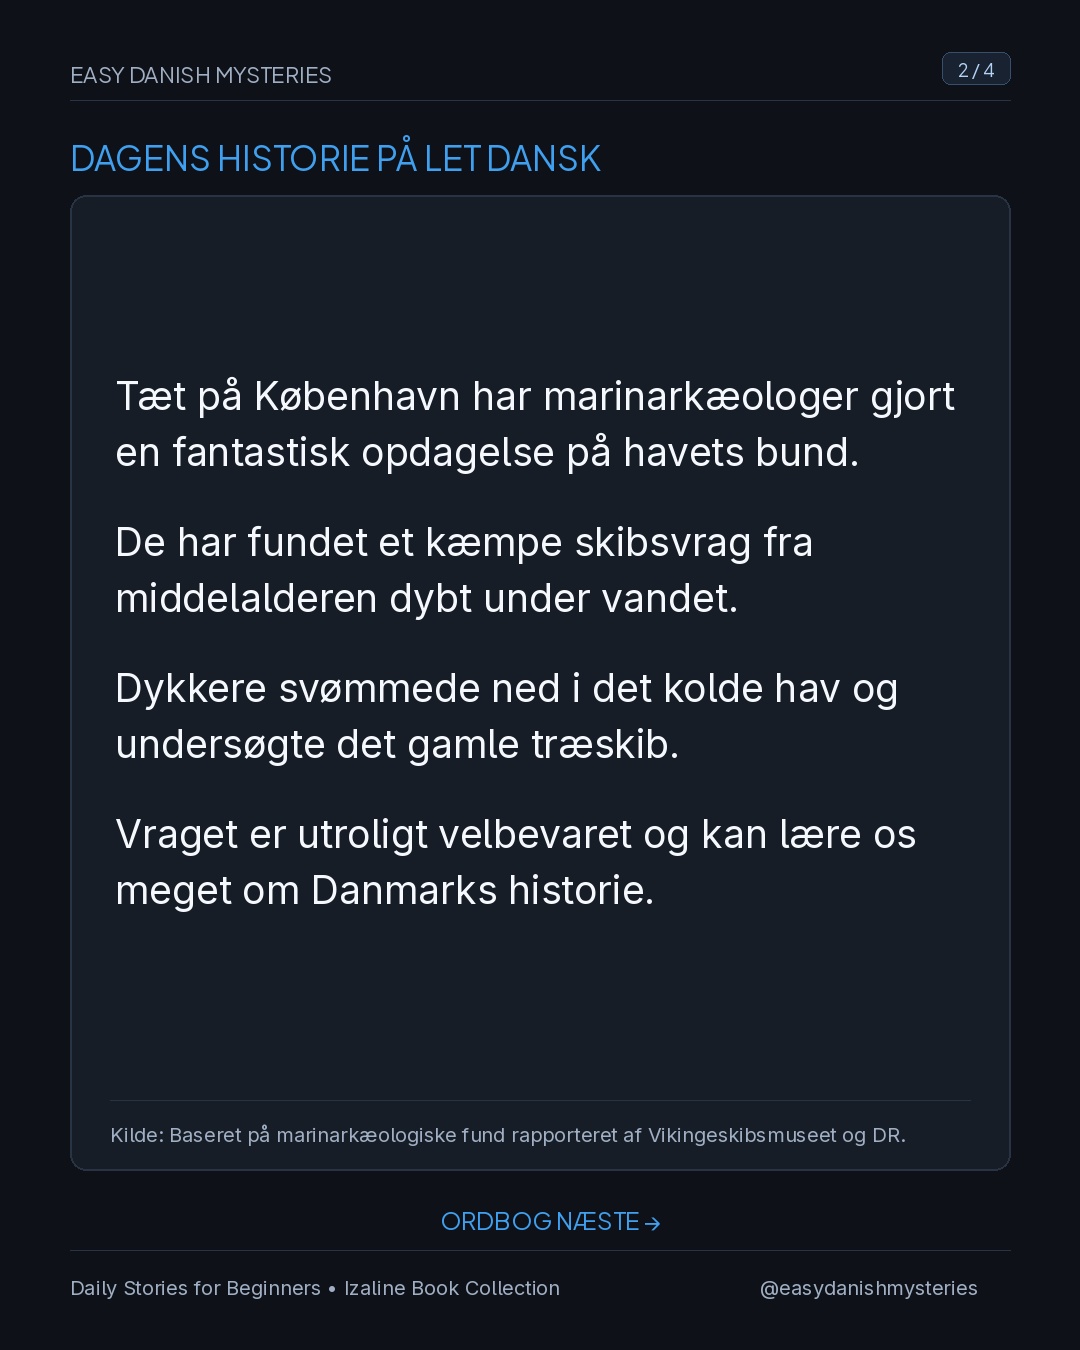 EASY DANISH MYSTERIES
2/4
DAGENS HISTORIE PÅ LET DANSK
Tæt på København har marinarkæologer gjort
en fantastisk opdagelse på havets bund.
De har fundet et kæmpe skibsvrag fra
middelalderen dybt under vandet.
Dykkere svømmede ned i det kolde hav og
undersøgte det gamle træskib.
Vraget er utroligt velbevaret og kan lære os
meget om Danmarks historie.
Kilde: Baseret på marinarkæologiske fund rapporteret af Vikingeskibsmuseet og DR.
ORDBOG NÆSTE →
Daily Stories for Beginners • Izaline Book Collection
@easydanishmysteries